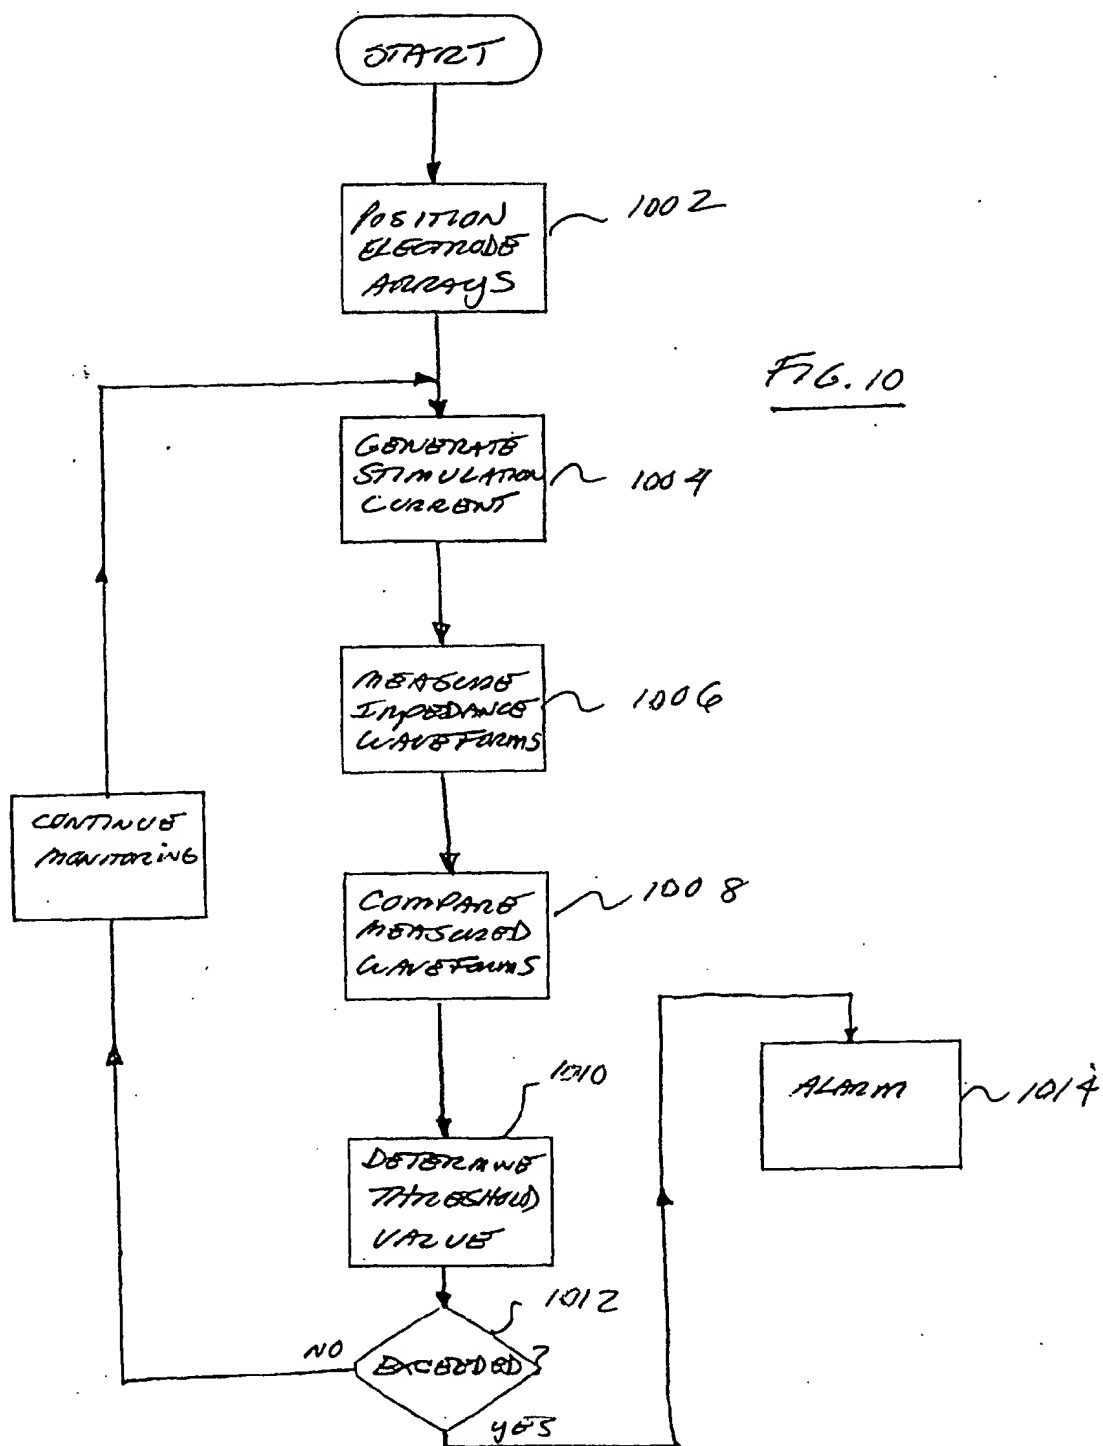 START
POSITION
ELECTRODE
ARRAYS
1002
FIG. 10
GENERATE
STIMULATION
CURRENT
1004
MEASURE
IMPEDANCE
WAVEFORMS
1006
CONTINUE
MONITORING
COMPARE
MEASURED
WAVEFORMS
1008
ALARM
1014
1010
DETERMINE
THRESHOLD
VALUE
1012
NO
EXCEEDED?
YES